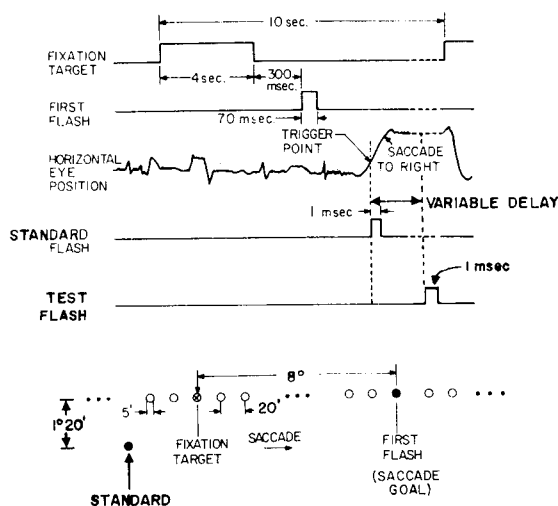 10 sec.
FIXATION
TARGET
4 sec.
300
msec.
FIRST
FLASH
70 msec.
TRIGGER
POINT
SACCADE
TO RIGHT
HORIZONTAL
EYE
POSITION
1 msec
VARIABLE DELAY
STANDARD
FLASH
1 msec
TEST
FLASH
8°
1°20'
5'
20'
FIXATION
TARGET
SACCADE
FIRST
FLASH
(SACCADE
GOAL)
STANDARD